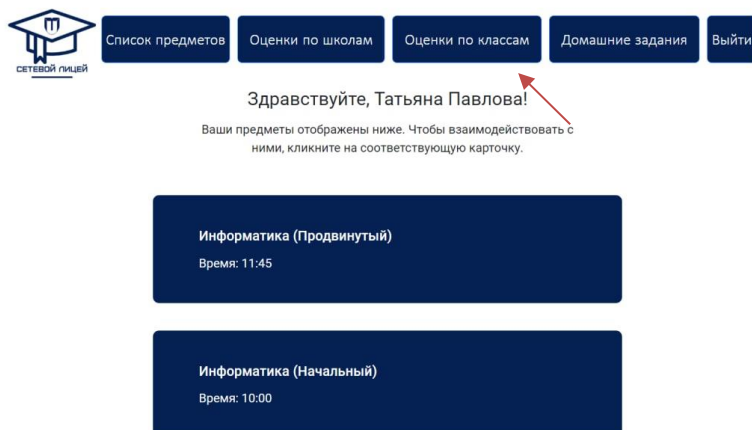 СЕТЕВОЙ ЛИЦЕЙ
Список предметов
Оценки по школам
Оценки по классам
Домашние задания
Выйти
Здравствуйте, Татьяна Павлова!
Ваши предметы отображены ниже. Чтобы взаимодействовать с
ними, кликните на соответствующую карточку.
Информатика (Продвинутый)
Время: 11:45
Информатика (Начальный)
Время: 10:00